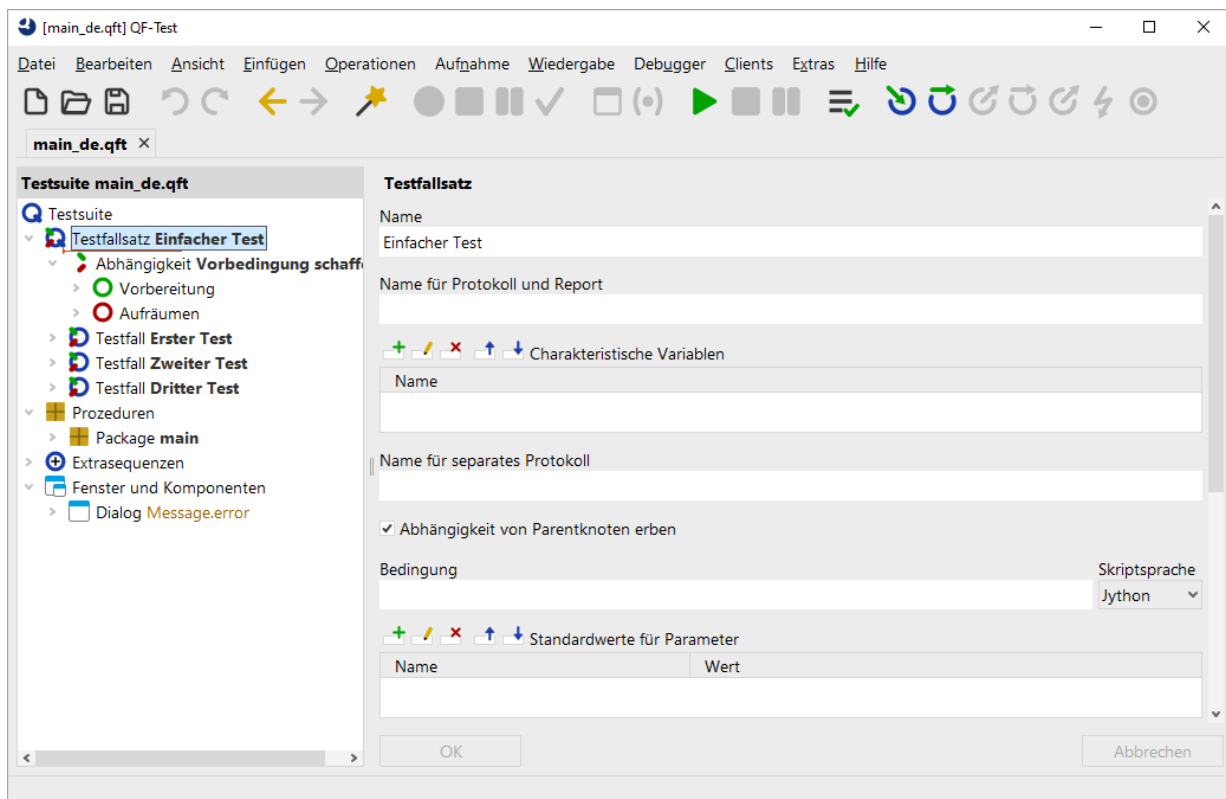 [main_de.qft] QF-Test
Datei Bearbeiten Ansicht Einfügen Operationen Aufnahme Wiedergabe Debugger Clients Extras Hilfe
main_de.qft
Testsuite main_de.qft
Testsuite
Testfallsatz Einfacher Test
Abhängigkeit Vorbedingung schaffe
Vorbereitung
Aufräumen
Testfall Erster Test
Testfall Zweiter Test
Testfall Dritter Test
Prozeduren
Package main
Extrasequenzen
Fenster und Komponenten
Dialog Message.error
Testfallsatz
Name
Einfacher Test
Name für Protokoll und Report
Charakteristische Variablen
Name
Name für separates Protokoll
Abhängigkeit von Parentknoten erben
Bedingung Skriptsprache
Jython
Standardwerte für Parameter
Name Wert
OK Abbrechen